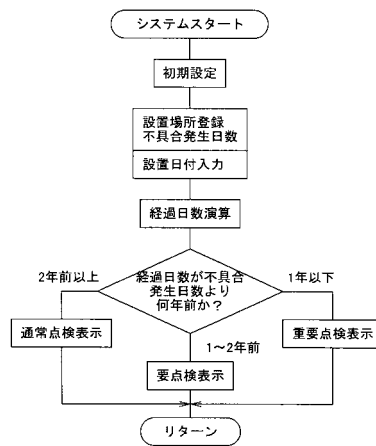 システムスタート
初期設定
設置場所登録
不具合発生日数
設置日付入力
経過日数演算
経過日数が不具合
発生日数より
何年前か？
2年前以上
1年以下
1～2年前
通常点検表示
要点検表示
重要点検表示
リターン